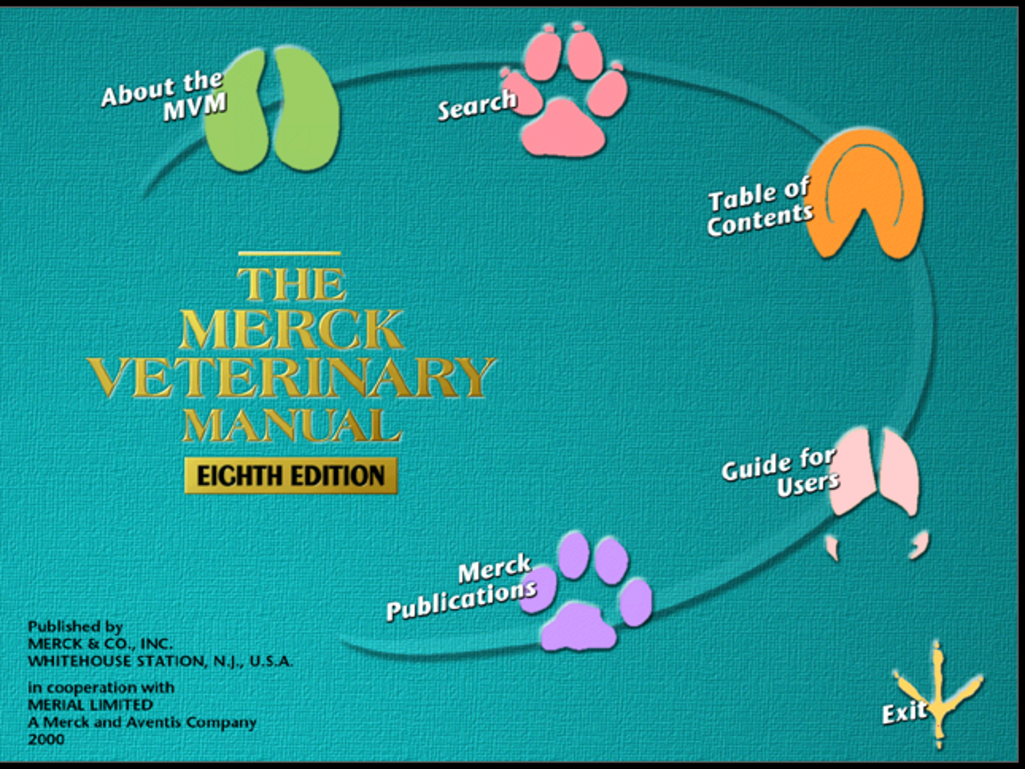 About the
MVM
Search
Table of
Contents
THE
MERCK
VETERINARY
MANUAL
EIGHTH EDITION
Guide for
Users
Merck
Publications
Published by
MERCK & CO., INC.
WHITEHOUSE STATION, N.J., U.S.A.
in cooperation with
MERIAL LIMITED
A Merck and Aventis Company
2000
Exit